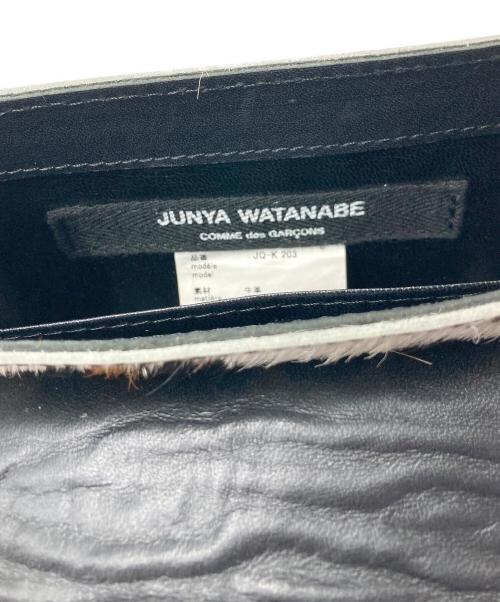 JUNYA WATANABE
COMME des GARÇONS
品番 JQ-K 203
modèle
model
素材 牛革
matière